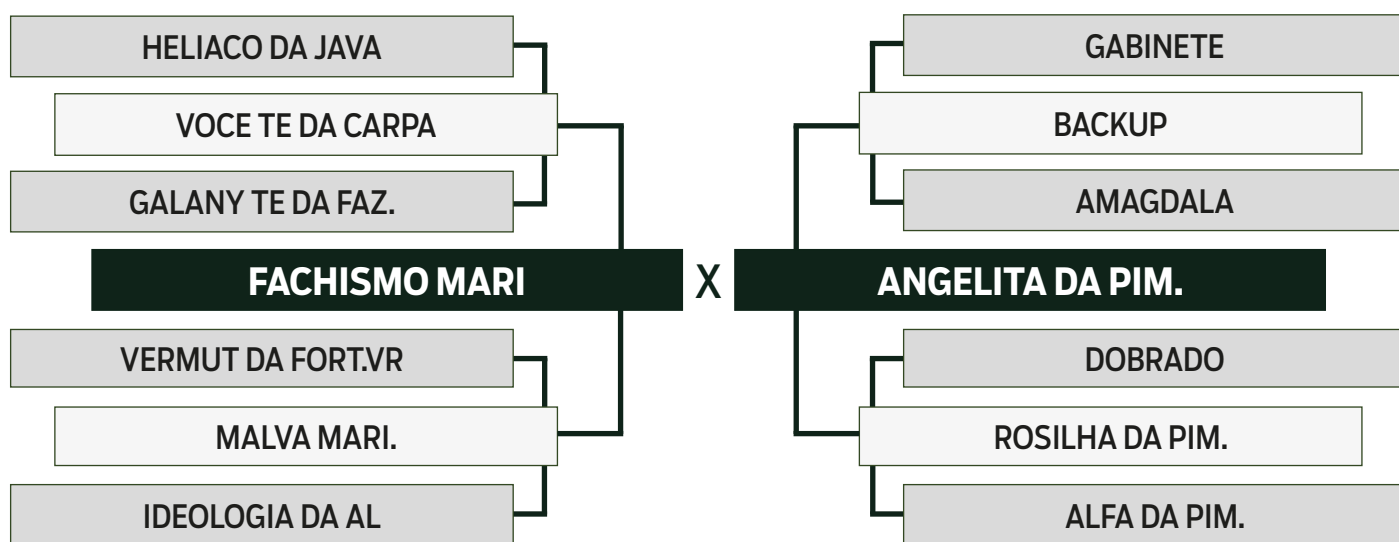 HELIACO DA JAVA
VOCE TE DA CARPA
GALANY TE DA FAZ.
FACHISMO MARI
VERMUT DA FORT.VR
MALVA MARI.
IDEOLOGIA DA AL
X
GABINETE
BACKUP
AMAGDALA
ANGELITA DA PIM.
DOBRADO
ROSILHA DA PIM.
ALFA DA PIM.